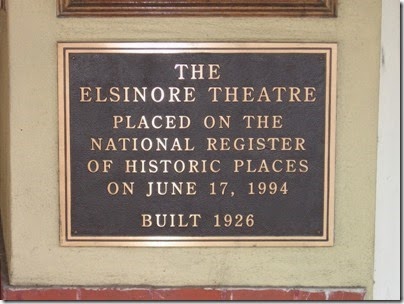 THE
ELSINORE THEATRE
PLACED ON THE
NATIONAL REGISTER
OF HISTORIC PLACES
ON JUNE 17, 1994
BUILT 1926